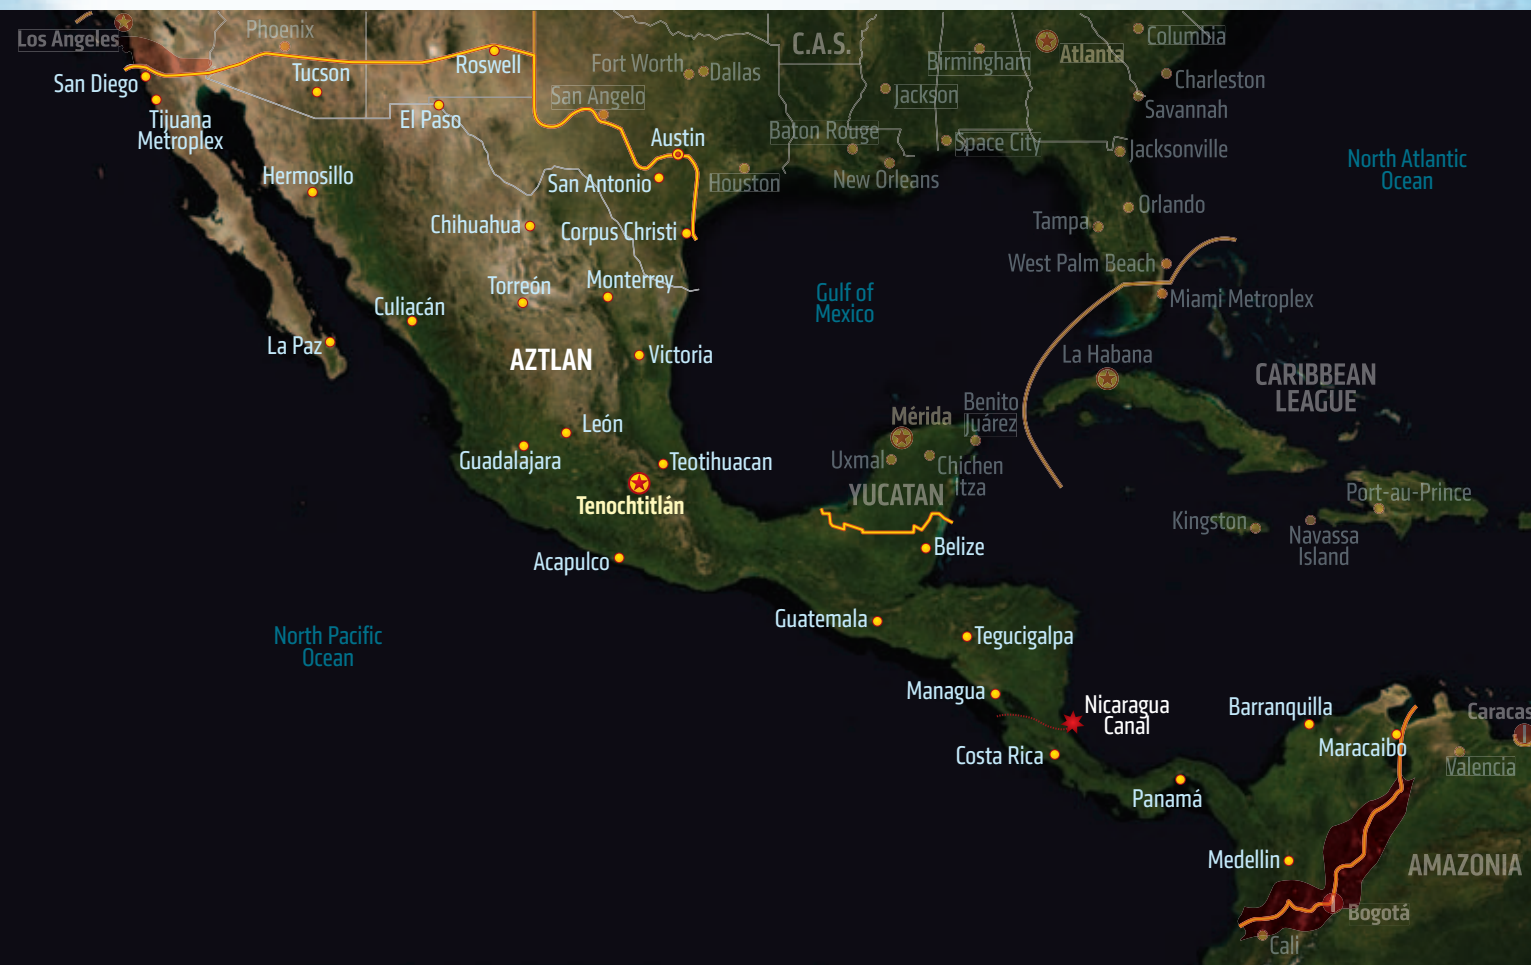 Los Angeles
Phoenix
San Diego
Tijuana
Metroplex
Tucson
Roswell
El Paso
Fort Worth
Dallas
San Angelo
C.A.S.
Birmingham
Atlanta
Columbia
Jackson
Charleston
Savannah
Baton Rouge
Space City
Jacksonville
Austin
San Antonio
Houston
New Orleans
North Atlantic
Ocean
Hermosillo
Chihuahua
Corpus Christi
Orlando
Tampa
West Palm Beach
Miami Metroplex
Torreón
Monterrey
Gulf of
Mexico
Culiacán
La Paz
AZTLAN
Victoria
La Habana
CARIBBEAN
LEAGUE
León
Guadalajara
Teotihuacan
Tenochtitlán
Mérida
Benito
Juárez
Uxmal
Chichen
Itza
YUCATAN
Port-au-Prince
Kingston
Navassa
Island
Acapulco
Belize
North Pacific
Ocean
Guatemala
Tegucigalpa
Managua
Nicaragua
Canal
Costa Rica
Panamá
Barranquilla
Maracaibo
Caracas
Valencia
Medellin
AMAZONIA
Bogotá
Cali